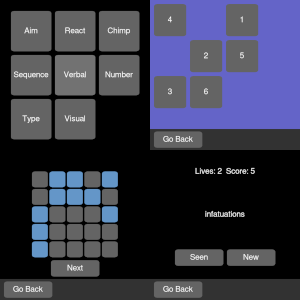 Aim React Chimp
Sequence Verbal Number
Type Visual
4 1
2 5
3 6
Go Back
Next
Go Back
Lives: 2 Score: 5
infatuations
Seen New
Go Back